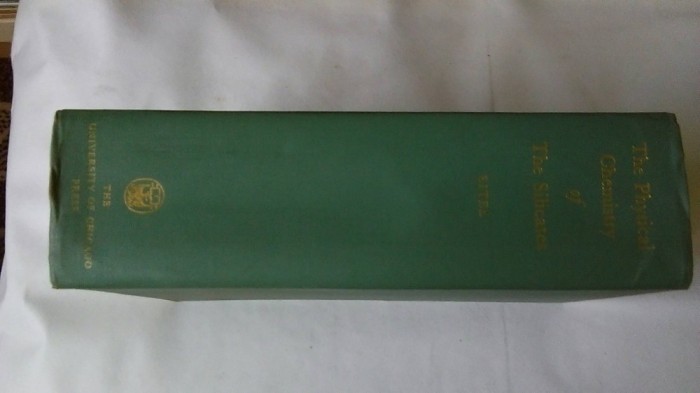 The Physical
Chemistry
of
The Silicates
EITEL
THE
UNIVERSITY OF CHICAGO
PRESS